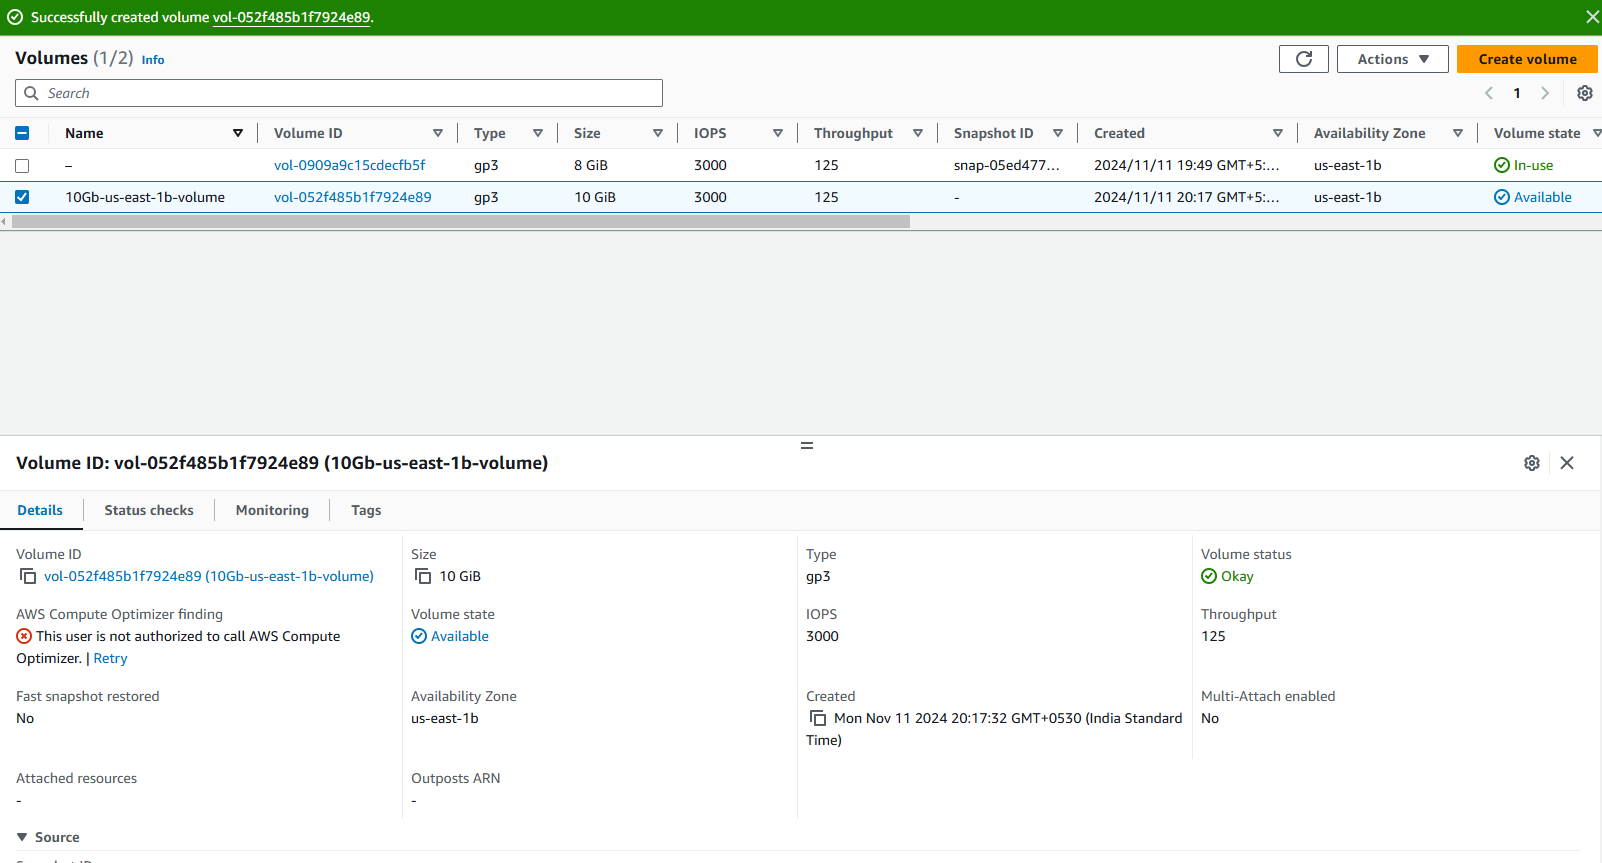 Successfully created volume vol-052f485b1f7924e89.
Volumes (1/2) Info
Actions
Create volume
Search
1
Name Volume ID Type Size IOPS Throughput Snapshot ID Created Availability Zone Volume state
– vol-0909a9c15cdecfb5f gp3 8 GiB 3000 125 snap-05ed477... 2024/11/11 19:49 GMT+5:... us-east-1b In-use
10Gb-us-east-1b-volume vol-052f485b1f7924e89 gp3 10 GiB 3000 125 - 2024/11/11 20:17 GMT+5:... us-east-1b Available
Volume ID: vol-052f485b1f7924e89 (10Gb-us-east-1b-volume)
Details Status checks Monitoring Tags
Volume ID Size Type Volume status
vol-052f485b1f7924e89 (10Gb-us-east-1b-volume) 10 GiB gp3 Okay
AWS Compute Optimizer finding Volume state IOPS Throughput
This user is not authorized to call AWS Compute Available 3000 125
Optimizer. | Retry
Fast snapshot restored Availability Zone Created Multi-Attach enabled
No us-east-1b Mon Nov 11 2024 20:17:32 GMT+0530 (India Standard No
Time)
Attached resources Outposts ARN
- -
Source